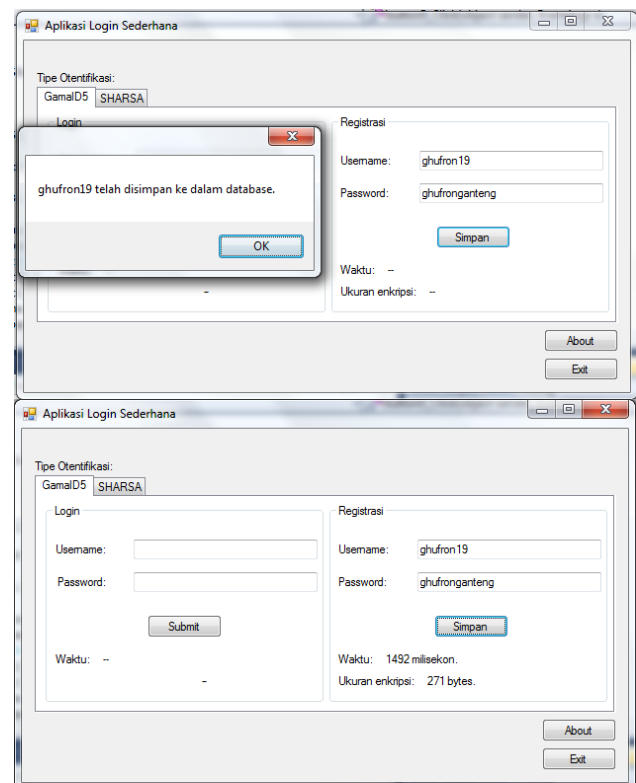 Aplikasi Login Sederhana
Tipe Otentifikasi:
GamaID5 SHARSA
Login
ghufron19 telah disimpan ke dalam database.
OK
-
Registrasi
Username: ghufron19
Password: ghufronganteng
Simpan
Waktu: --
Ukuran enkripsi: --
About
Exit
Aplikasi Login Sederhana
Tipe Otentifikasi:
GamaID5 SHARSA
Login
Username:
Password:
Submit
Waktu: --
-
Registrasi
Username: ghufron19
Password: ghufronganteng
Simpan
Waktu: 1492 milisekon.
Ukuran enkripsi: 271 bytes.
About
Exit